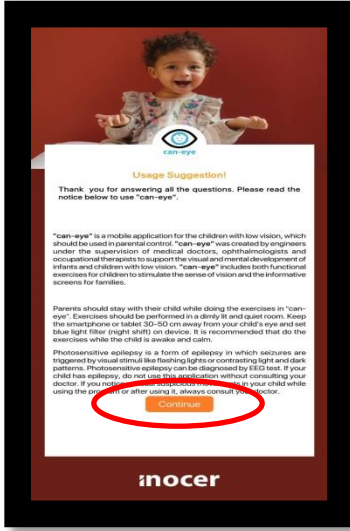 can-eye
Usage Suggestion!
Thank you for answering all the questions. Please read the
notice below to use "can-eye".
"can-eye" is a mobile application for the children with low vision, which
should be used in parental control. "can-eye" was created by engineers
under the supervision of medical doctors, ophthalmologists and
occupational therapists to support the visual and mental development of
infants and children with low vision. "can-eye" includes both functional
exercises for children to stimulate the sense of vision and the informative
screens for families.
Parents should stay with their child while doing the exercises in "can-
eye". Exercises should be performed in a dimly lit and quiet room. Keep
the smartphone or tablet 30-50 cm away from your child's eye and set
blue light filter (night shift) on device. It is recommended that do the
exercises while the child is awake and calm.
Photosensitive epilepsy is a form of epilepsy in which seizures are
triggered by visual stimuli like flashing lights or contrasting light and dark
patterns. Photosensitive epilepsy can be diagnosed by EEG test. If your
child has epilepsy, do not use this application without consulting your
doctor. If you notice suspicious in your child while
using the program or after using it, always consult your doctor.
Continue
inocer